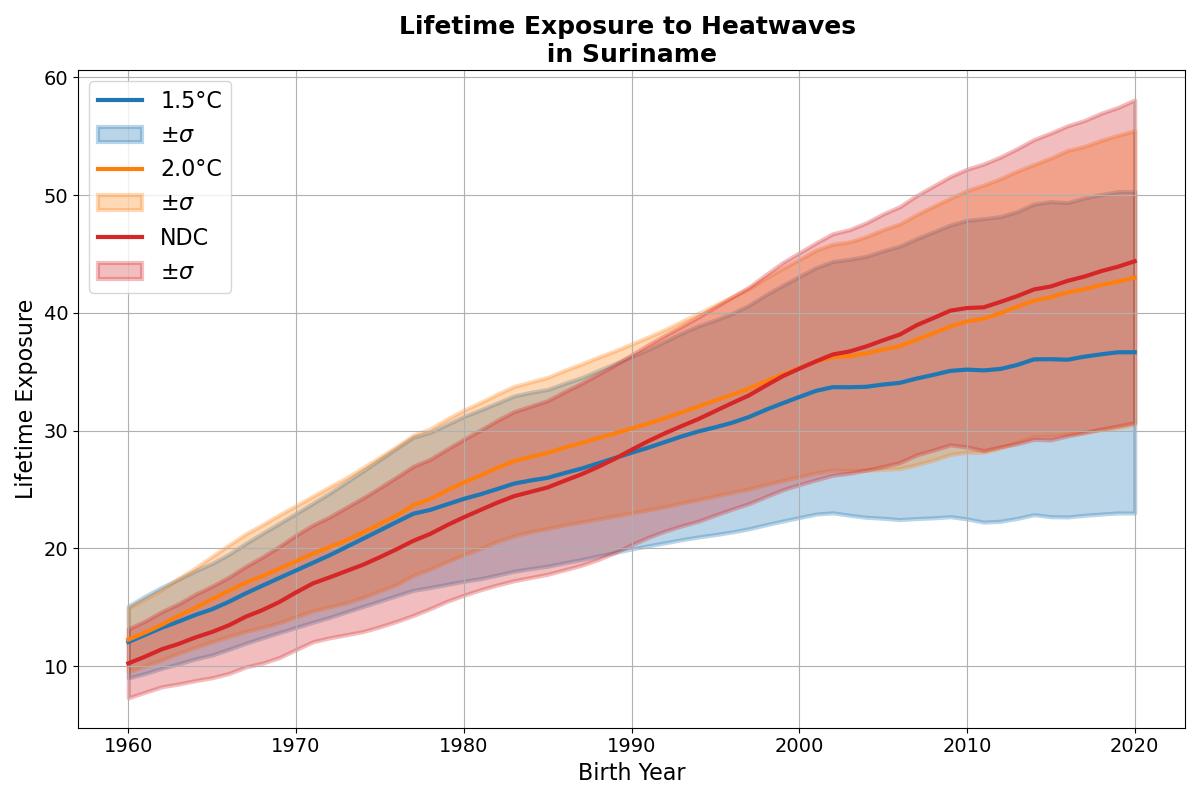 Lifetime Exposure to Heatwaves
in Suriname
1.5°C
±σ
2.0°C
±σ
NDC
±σ
Lifetime Exposure
60
50
40
30
20
10
1960 1970 1980 1990 2000 2010 2020
Birth Year